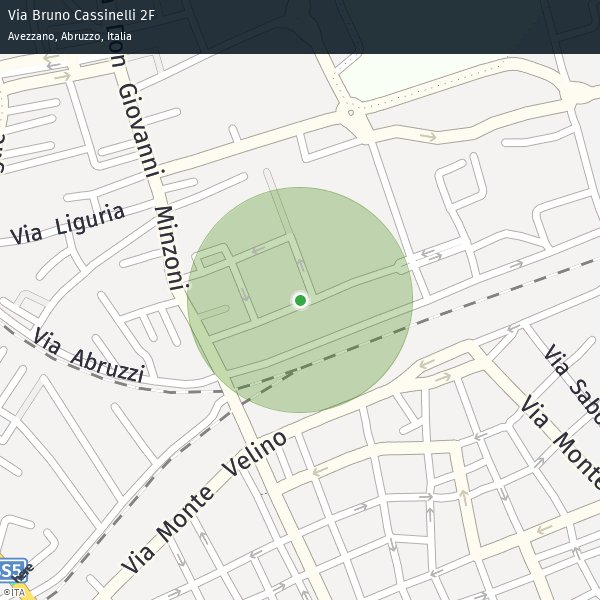 Via Bruno Cassinelli 2F
Avezzano, Abruzzo, Italia
Don Giovanni Minzoni
Via Liguria
Via Abruzzi
Via Monte Velino
Via Sabo
Via Monte
SS5
©ITA